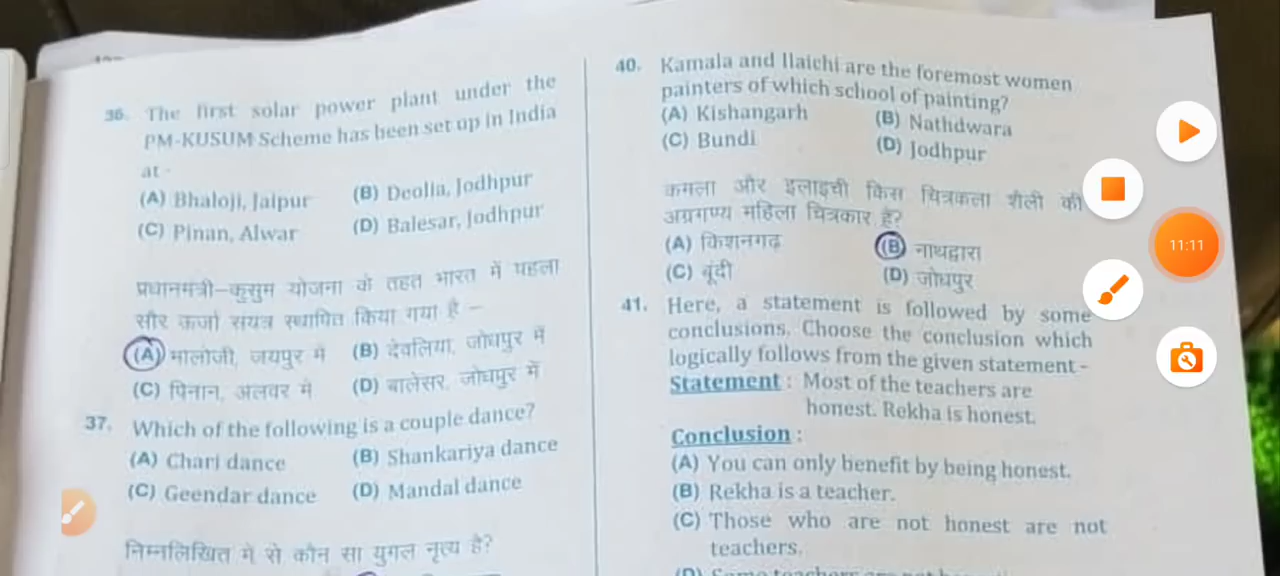 36. The first solar power plant under the
PM-KUSUM Scheme has been set up in India
at -
(A) Bhaloji, Jaipur (B) Deolia, Jodhpur
(C) Pinan, Alwar (D) Balesar, Jodhpur
प्रधानमंत्री-कुसुम योजना के तहत भारत में पहला
सौर ऊर्जा संयंत्र स्थापित किया गया है –
(A) भालोजी, जयपुर में (B) देवलिया, जोधपुर में
(C) पिनान, अलवर में (D) बालेसर, जोधपुर में
37. Which of the following is a couple dance?
(A) Chari dance (B) Shankariya dance
(C) Geendar dance (D) Mandal dance
निम्नलिखित में से कौन सा युगल नृत्य है?
40. Kamala and Ilaichi are the foremost women
painters of which school of painting?
(A) Kishangarh (B) Nathdwara
(C) Bundi (D) Jodhpur
कमला और इलाइची किस चित्रकला शैली की
अग्रगण्य महिला चित्रकार है?
(A) किशनगढ़ (B) नाथद्वारा
(C) बूंदी (D) जोधपुर
41. Here, a statement is followed by some
conclusions. Choose the conclusion which
logically follows from the given statement -
Statement : Most of the teachers are
honest. Rekha is honest.
Conclusion :
(A) You can only benefit by being honest.
(B) Rekha is a teacher.
(C) Those who are not honest are not
teachers.
11:11